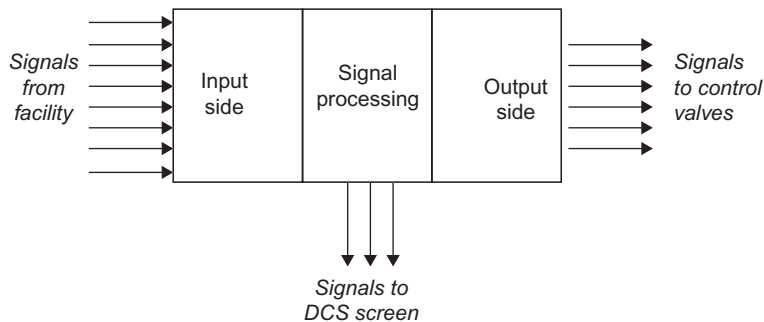 Signals
from
facility
Input
side
Signal
processing
Output
side
Signals
to control
valves
Signals to
DCS screen